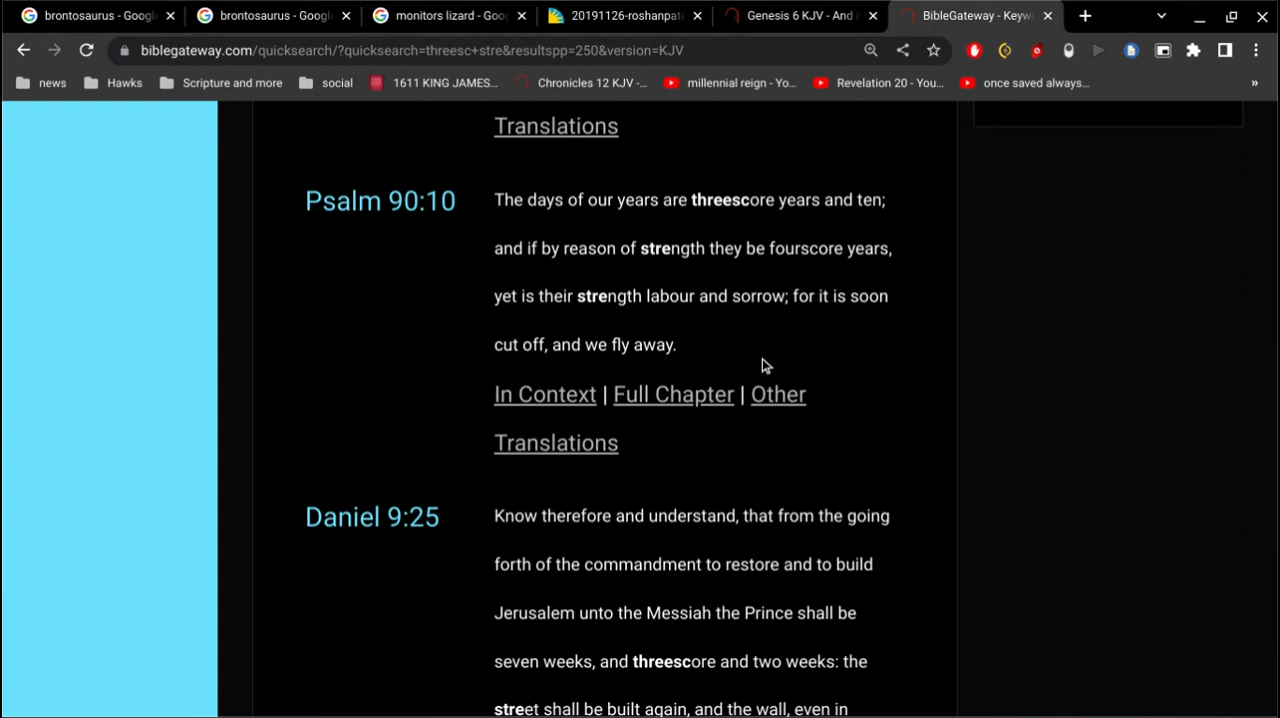 brontosaurus - Google
brontosaurus - Google
monitors lizard - Goog
20191126-roshanpate
Genesis 6 KJV - And i
BibleGateway - Keyw
biblegateway.com/quicksearch/?quicksearch=threesc+stre&resultspp=250&version=KJV
news
Hawks
Scripture and more
social
1611 KING JAMES...
Chronicles 12 KJV -...
millennial reign - Yo...
Revelation 20 - You...
once saved always...
»
Translations
Psalm 90:10
The days of our years are threescore years and ten;
and if by reason of strength they be fourscore years,
yet is their strength labour and sorrow; for it is soon
cut off, and we fly away.
In Context | Full Chapter | Other
Translations
Daniel 9:25
Know therefore and understand, that from the going
forth of the commandment to restore and to build
Jerusalem unto the Messiah the Prince shall be
seven weeks, and threescore and two weeks: the
street shall be built again, and the wall, even in